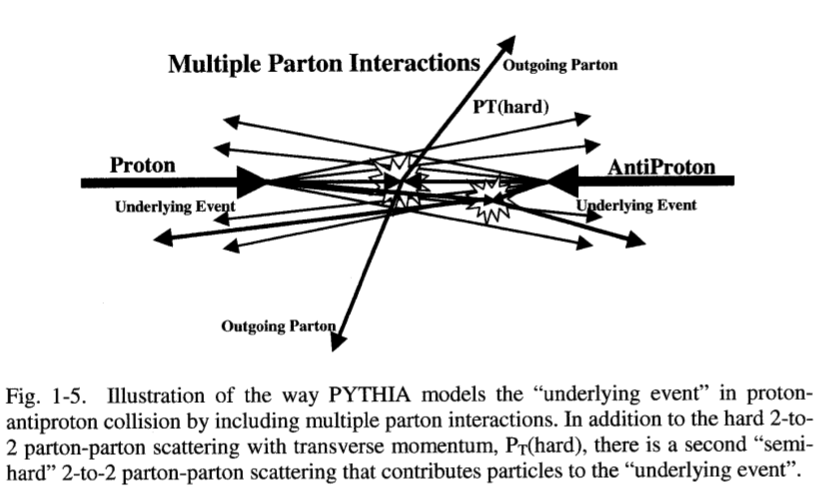 Multiple Parton Interactions
Outgoing Parton
PT(hard)
Proton
AntiProton
Underlying Event
Underlying Event
Outgoing Parton
Fig. 1-5. Illustration of the way PYTHIA models the “underlying event” in proton-
antiproton collision by including multiple parton interactions. In addition to the hard 2-to-
2 parton-parton scattering with transverse momentum, PT(hard), there is a second “semi-
hard” 2-to-2 parton-parton scattering that contributes particles to the “underlying event”.